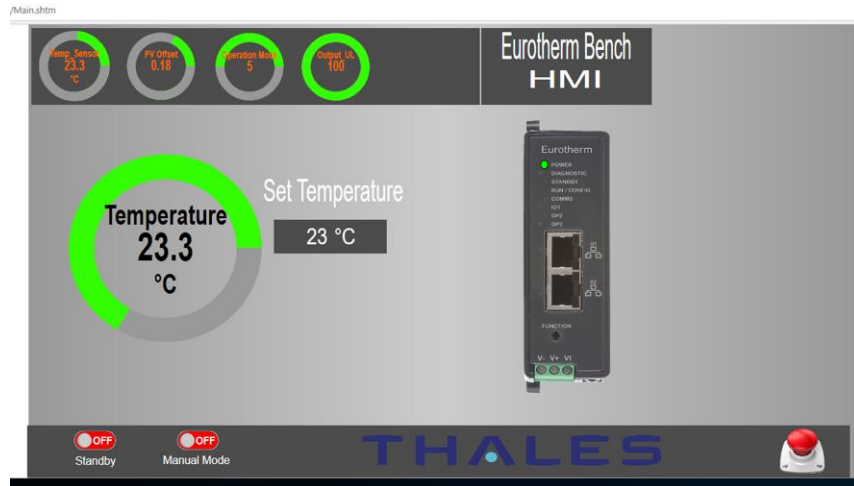 /Main.shtm
Temp_Sensor
23.3
°C
PV Offset
0.18
Operation Mode
5
Output_UL
100
Eurotherm Bench
HMI
Temperature
23.3
°C
Set Temperature
23 °C
Eurotherm
POWER
DIAGNOSTIC
STANDBY
RUN / CONFIG
COMMS
IO1
OP2
OP3
FUNCTION
V- V+ VI
OFF
Standby
OFF
Manual Mode
THALES